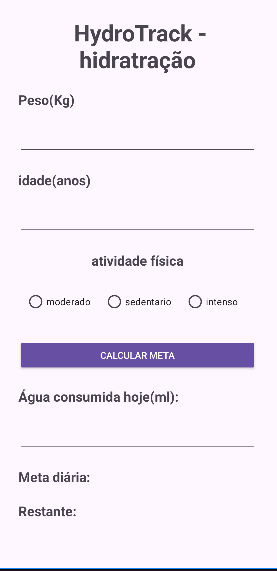 HydroTrack -
hidratração
Peso(Kg)
idade(anos)
atividade física
moderado
sedentario
intenso
CALCULAR META
Água consumida hoje(ml):
Meta diária:
Restante: